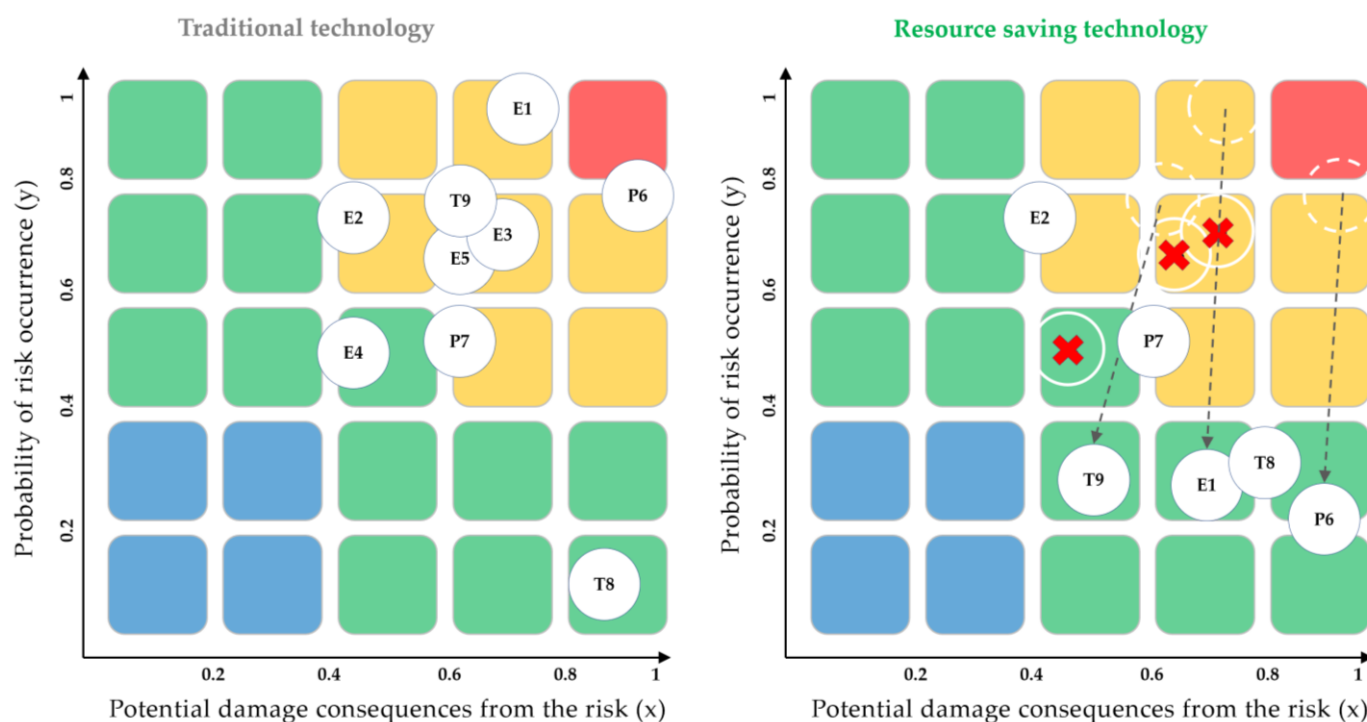 Traditional technology
Resource saving technology
Probability of risk occurrence (y)
1
0.8
0.6
0.4
0.2
E1
P6
T9
E2
E3
E5
P7
E4
T8
0.2
0.4
0.6
0.8
1
Potential damage consequences from the risk (x)
Probability of risk occurrence (y)
1
0.8
0.6
0.4
0.2
E2
P7
T8
T9
E1
P6
0.2
0.4
0.6
0.8
1
Potential damage consequences from the risk (x)